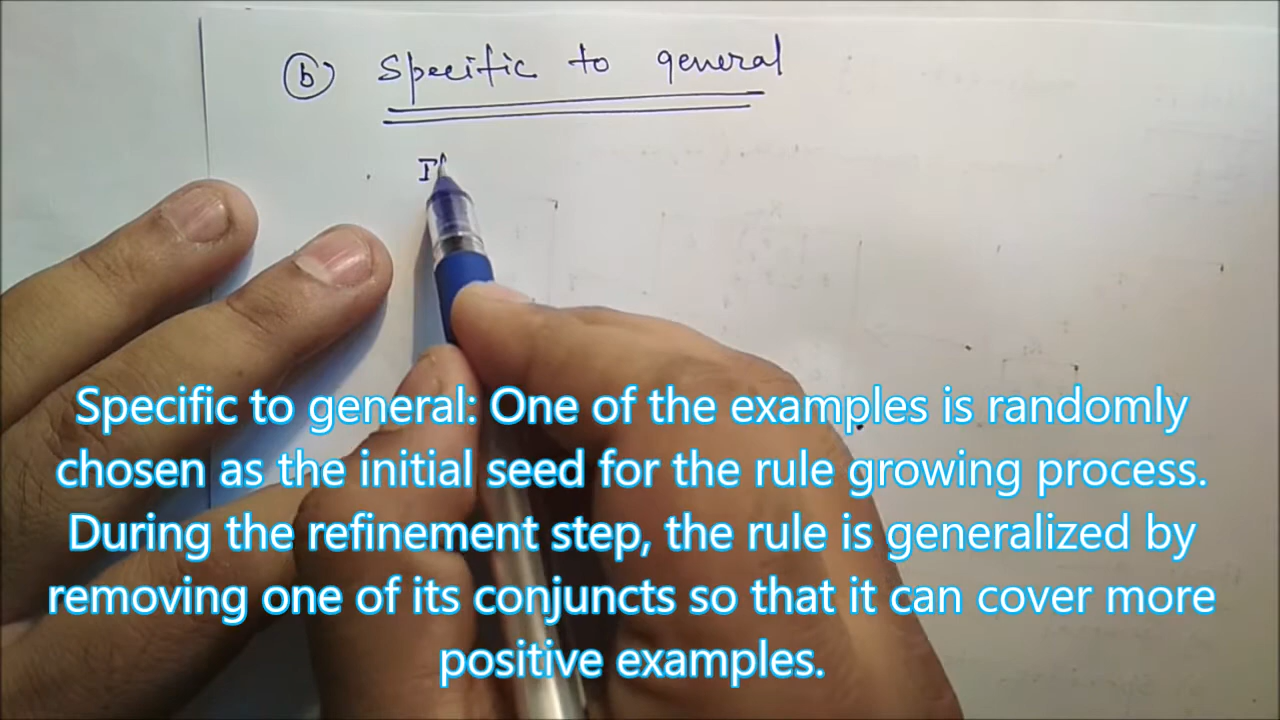 b Specific to general
Specific to general: One of the examples is randomly
chosen as the initial seed for the rule growing process.
During the refinement step, the rule is generalized by
removing one of its conjuncts so that it can cover more
positive examples.